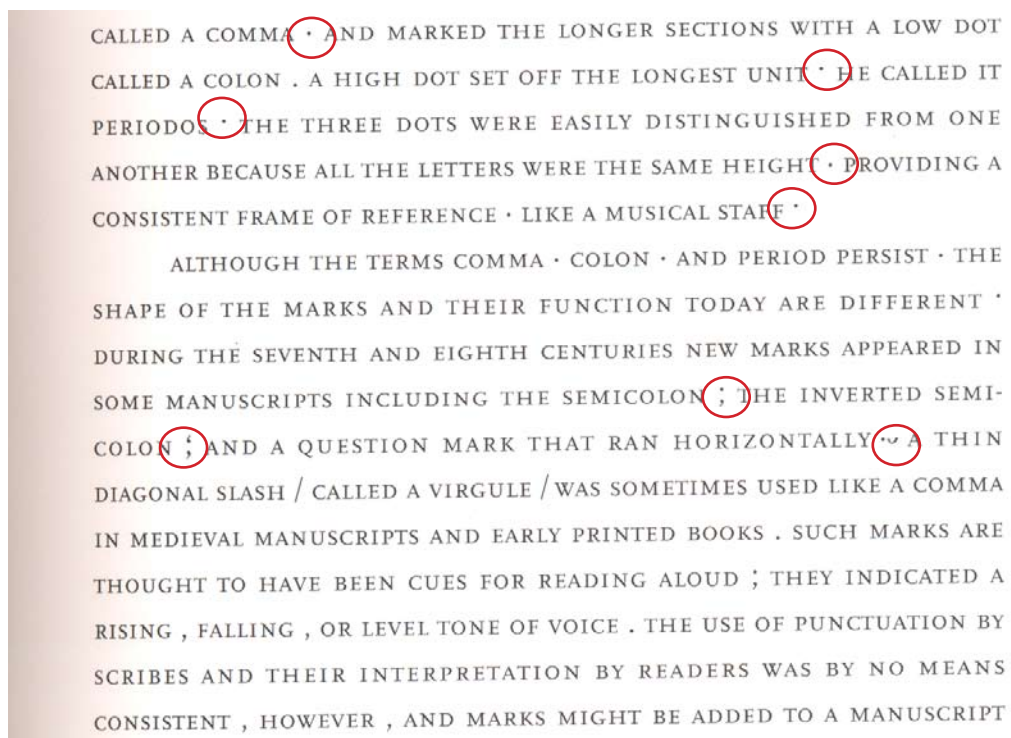 CALLED A COMMA · AND MARKED THE LONGER SECTIONS WITH A LOW DOT
CALLED A COLON . A HIGH DOT SET OFF THE LONGEST UNIT ˙ HE CALLED IT
PERIODOS ˙ THE THREE DOTS WERE EASILY DISTINGUISHED FROM ONE
ANOTHER BECAUSE ALL THE LETTERS WERE THE SAME HEIGHT · PROVIDING A
CONSISTENT FRAME OF REFERENCE · LIKE A MUSICAL STAFF ˙
ALTHOUGH THE TERMS COMMA · COLON · AND PERIOD PERSIST · THE
SHAPE OF THE MARKS AND THEIR FUNCTION TODAY ARE DIFFERENT ˙
DURING THE SEVENTH AND EIGHTH CENTURIES NEW MARKS APPEARED IN
SOME MANUSCRIPTS INCLUDING THE SEMICOLON ; THE INVERTED SEMI-
COLON ⸵ AND A QUESTION MARK THAT RAN HORIZONTALLY ·~ A THIN
DIAGONAL SLASH / CALLED A VIRGULE / WAS SOMETIMES USED LIKE A COMMA
IN MEDIEVAL MANUSCRIPTS AND EARLY PRINTED BOOKS . SUCH MARKS ARE
THOUGHT TO HAVE BEEN CUES FOR READING ALOUD ; THEY INDICATED A
RISING , FALLING , OR LEVEL TONE OF VOICE . THE USE OF PUNCTUATION BY
SCRIBES AND THEIR INTERPRETATION BY READERS WAS BY NO MEANS
CONSISTENT , HOWEVER , AND MARKS MIGHT BE ADDED TO A MANUSCRIPT